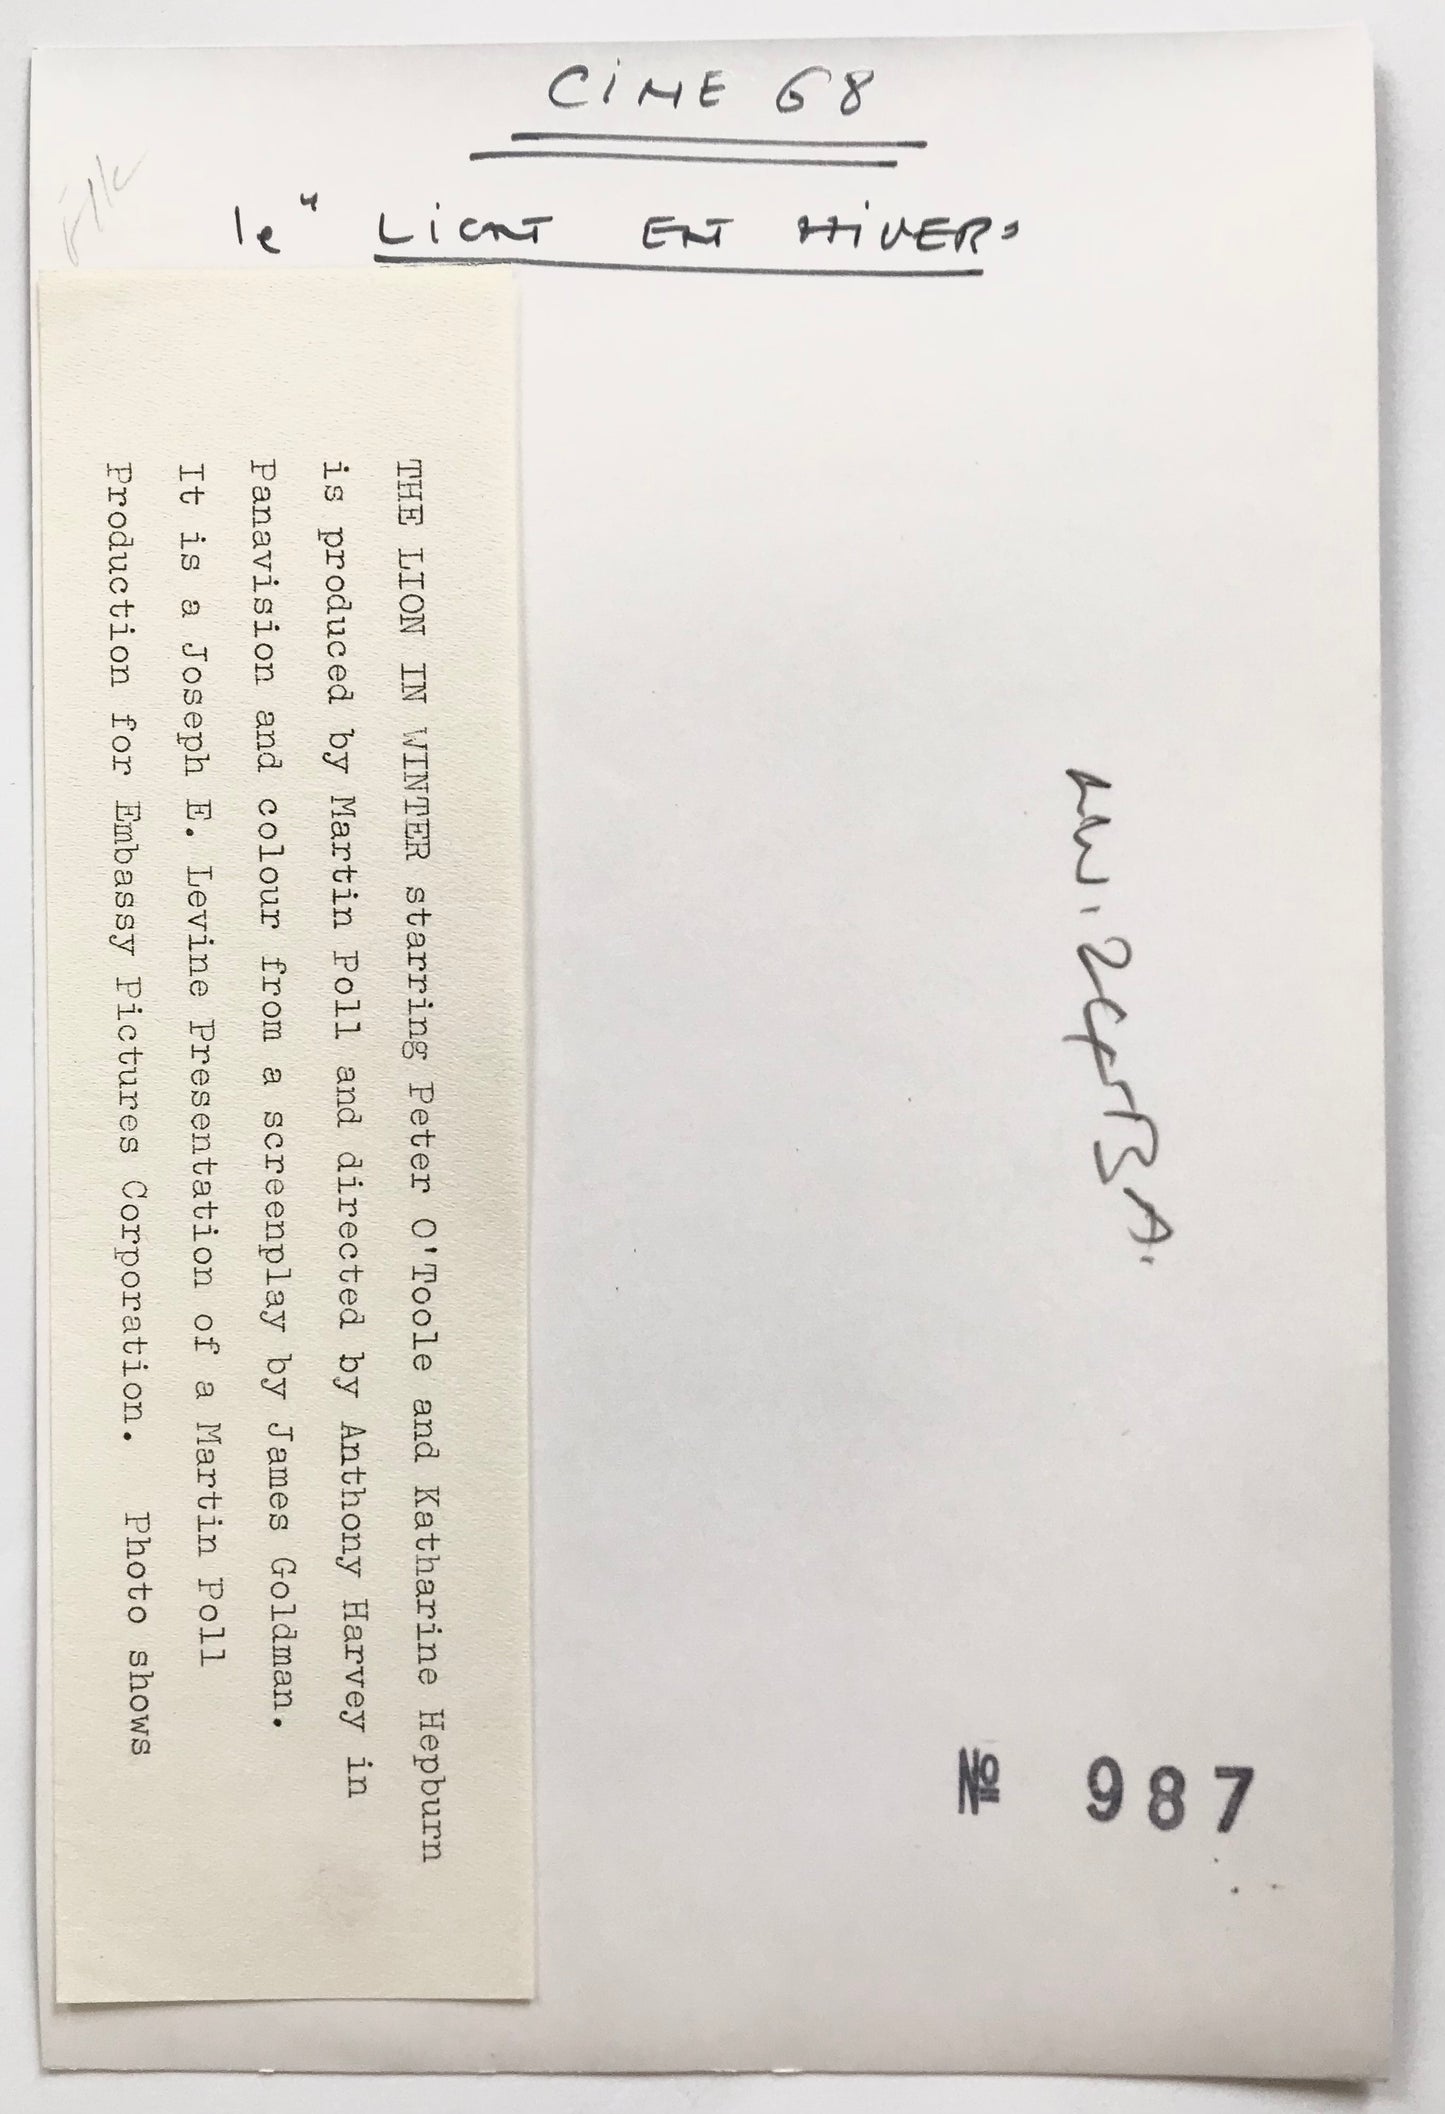 CINE 68
le "LION EN HIVER"
THE LION IN WINTER starring Peter O'Toole and Katharine Hepburn
is produced by Martin Poll and directed by Anthony Harvey in
Panavision and colour from a screenplay by James Goldman.
It is a Joseph E. Levine Presentation of a Martin Poll
Production for Embassy Pictures Corporation. Photo shows
№ 987